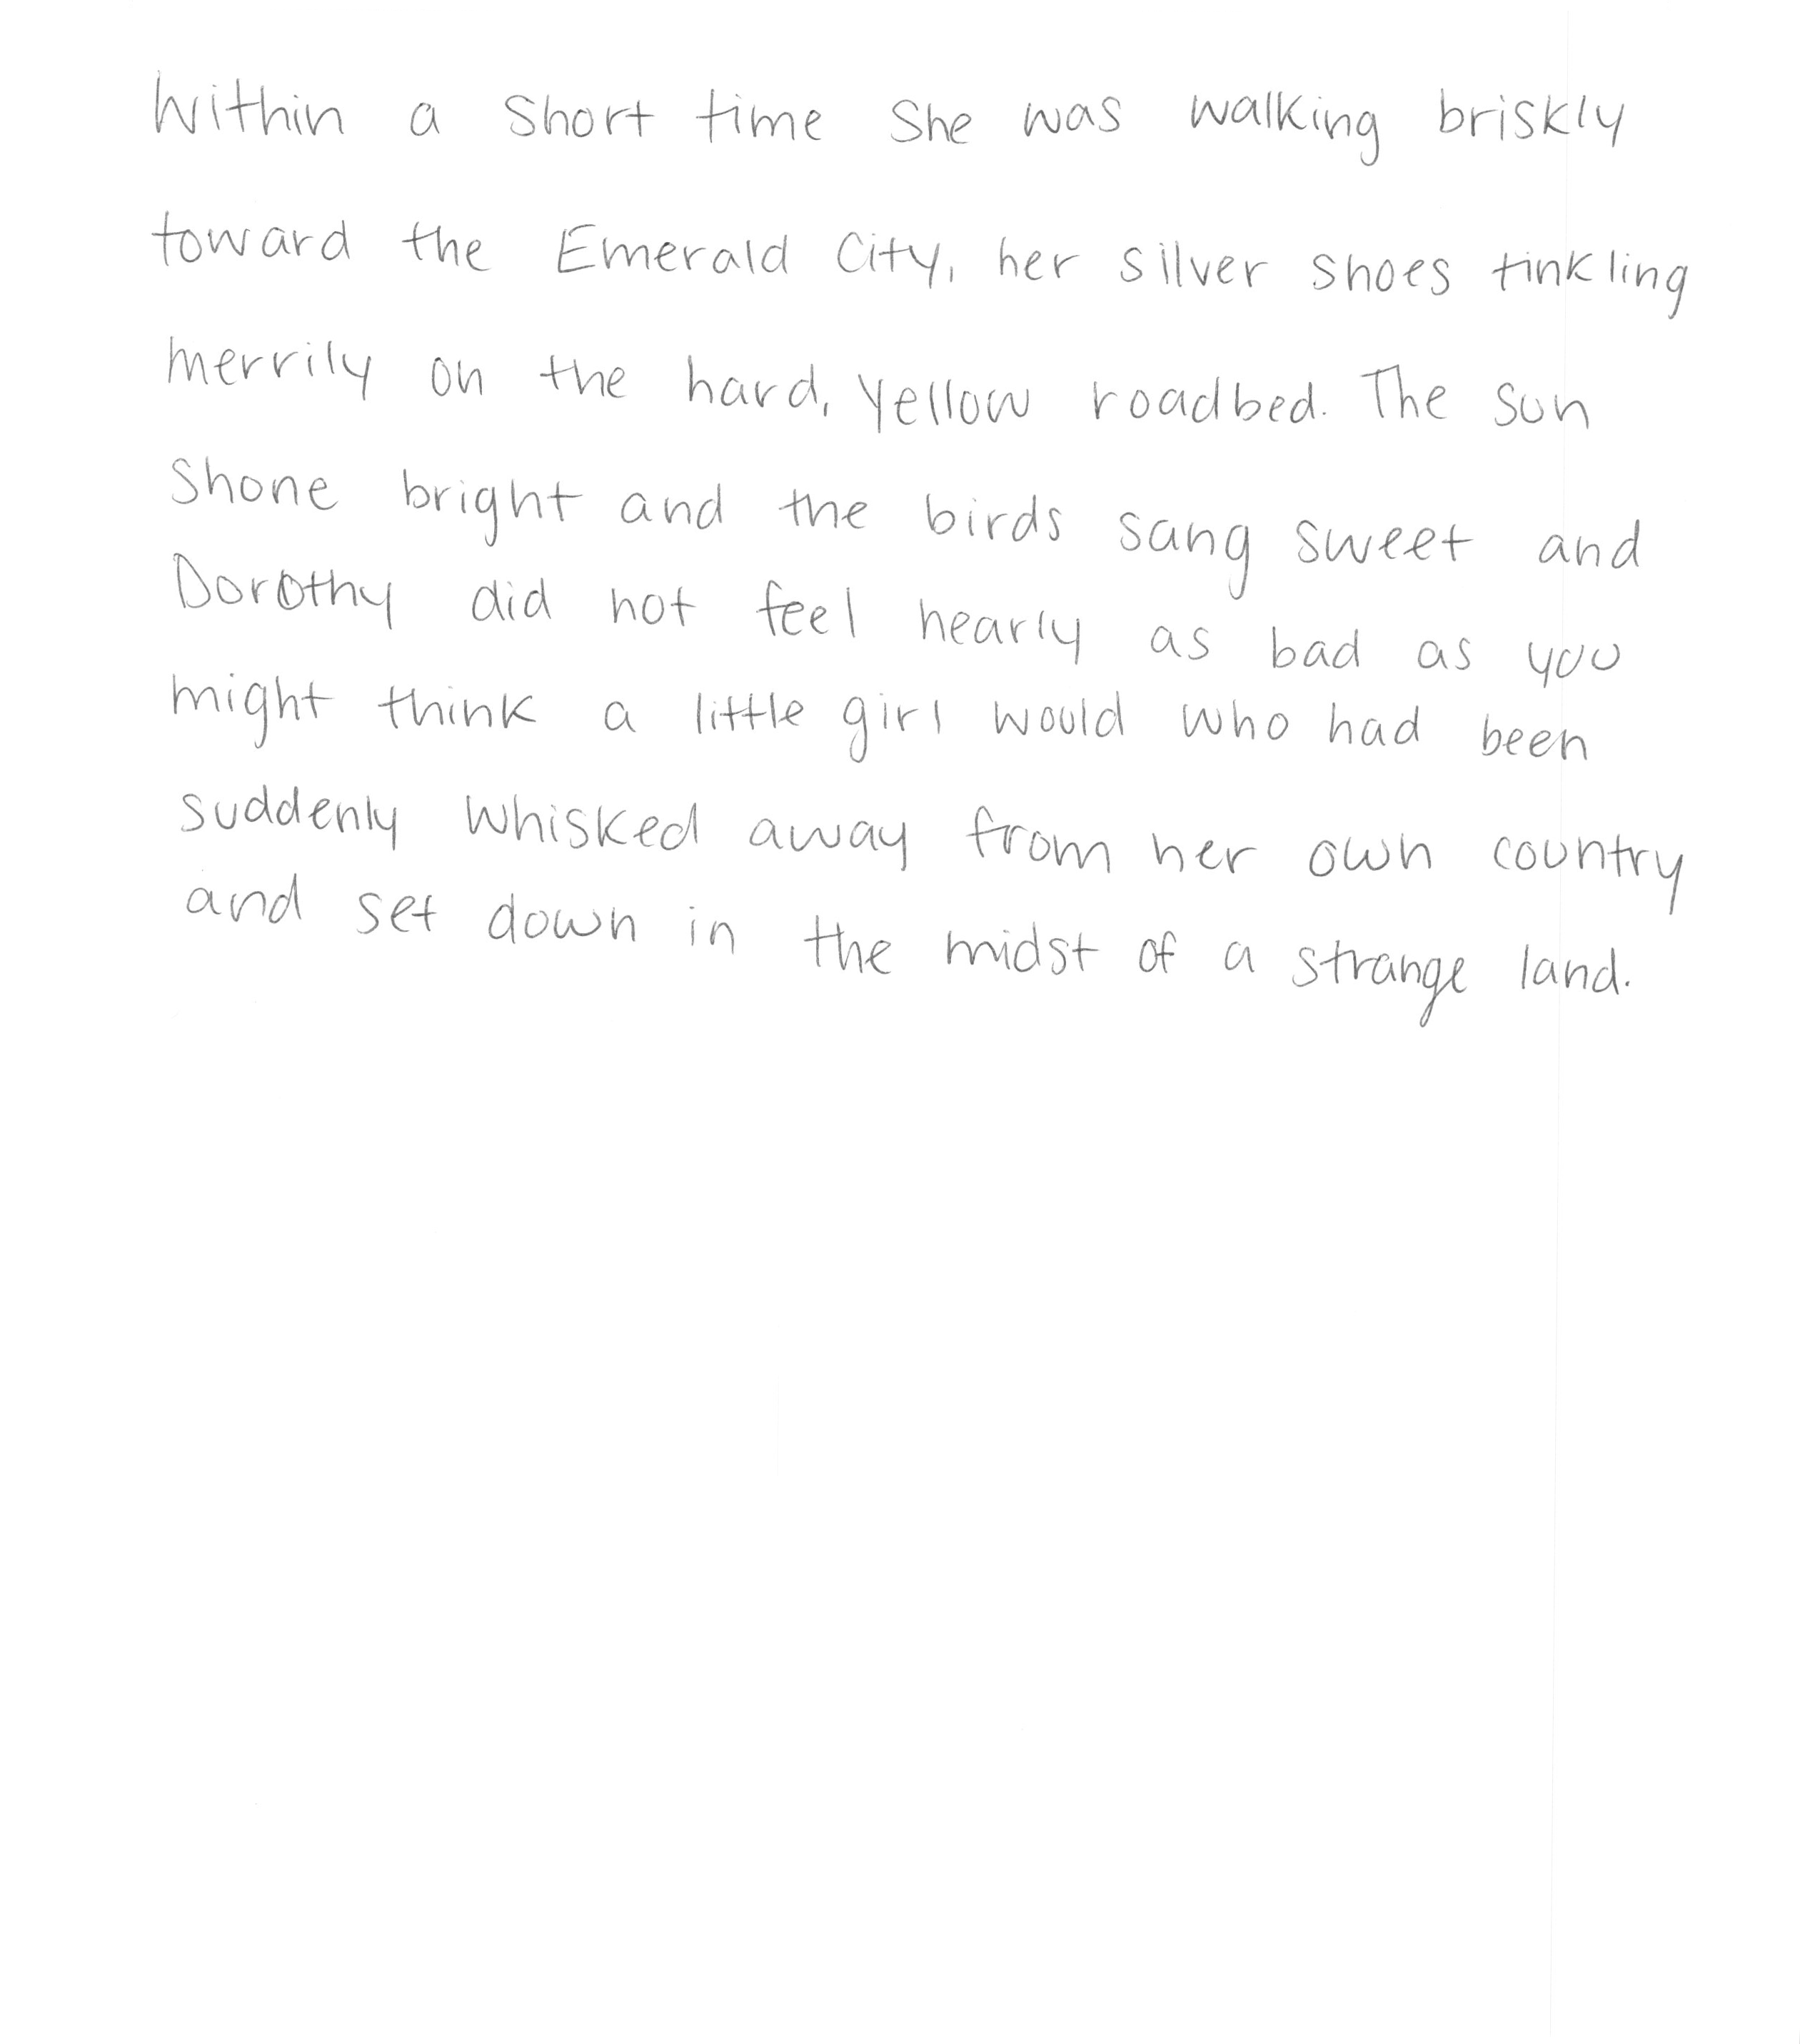 Within a short time she was walking briskly
toward the Emerald City, her silver shoes tinkling
merrily on the hard, yellow roadbed. The sun
shone bright and the birds sang sweet and
Dorothy did not feel nearly as bad as you
might think a little girl would who had been
suddenly whisked away from her own country
and set down in the midst of a strange land.